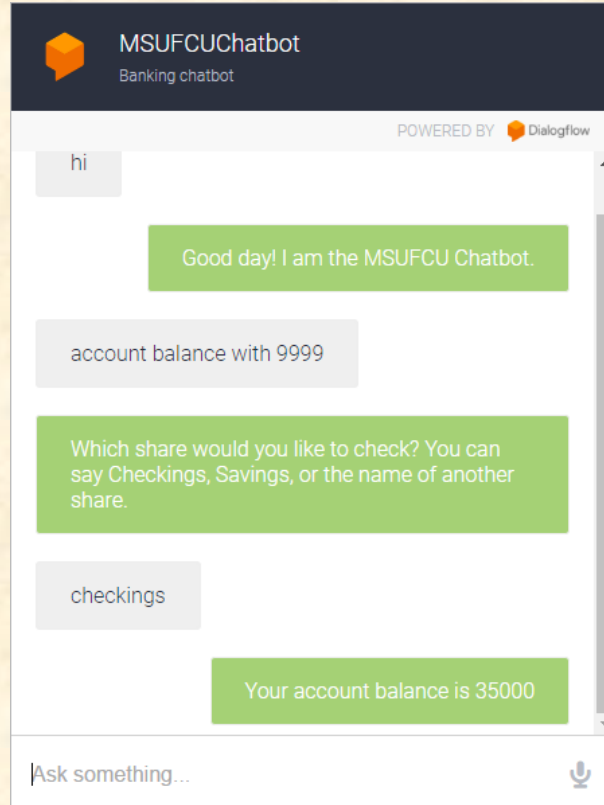 MSUFCUChatbot
Banking chatbot
POWERED BY Dialogflow
hi
Good day! I am the MSUFCU Chatbot.
account balance with 9999
Which share would you like to check? You can
say Checkings, Savings, or the name of another
share.
checkings
Your account balance is 35000
Ask something...